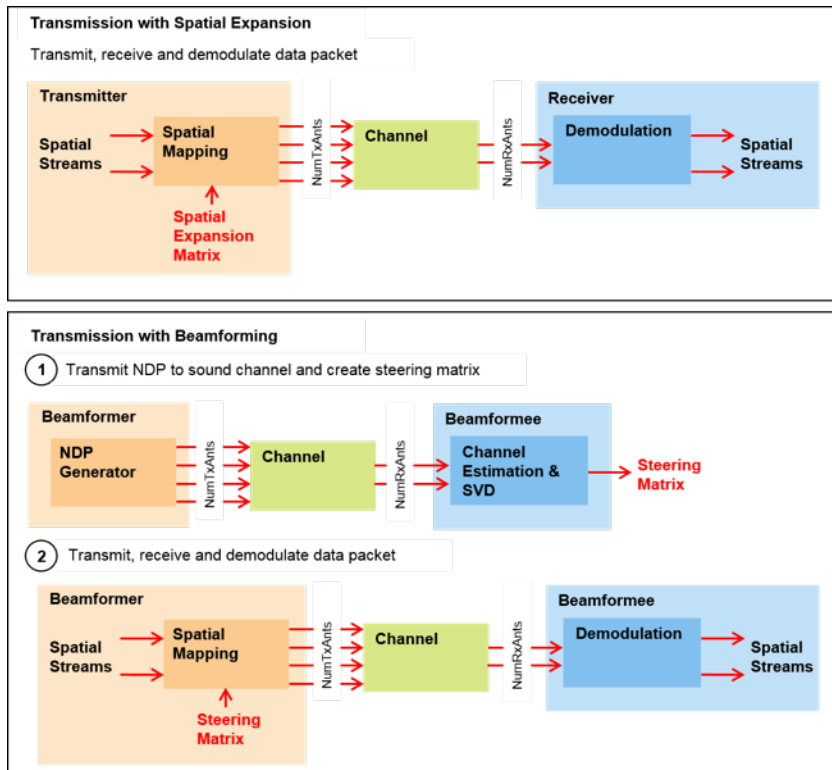 Transmission with Spatial Expansion
Transmit, receive and demodulate data packet
Transmitter
Spatial
Streams
Spatial
Mapping
Spatial
Expansion
Matrix
NumTxAnts
Channel
NumRxAnts
Receiver
Demodulation
Spatial
Streams
Transmission with Beamforming
1 Transmit NDP to sound channel and create steering matrix
Beamformer
NDP
Generator
NumTxAnts
Channel
NumRxAnts
Beamformee
Channel
Estimation &
SVD
Steering
Matrix
2 Transmit, receive and demodulate data packet
Beamformer
Spatial
Streams
Spatial
Mapping
Steering
Matrix
NumTxAnts
Channel
NumRxAnts
Beamformee
Demodulation
Spatial
Streams